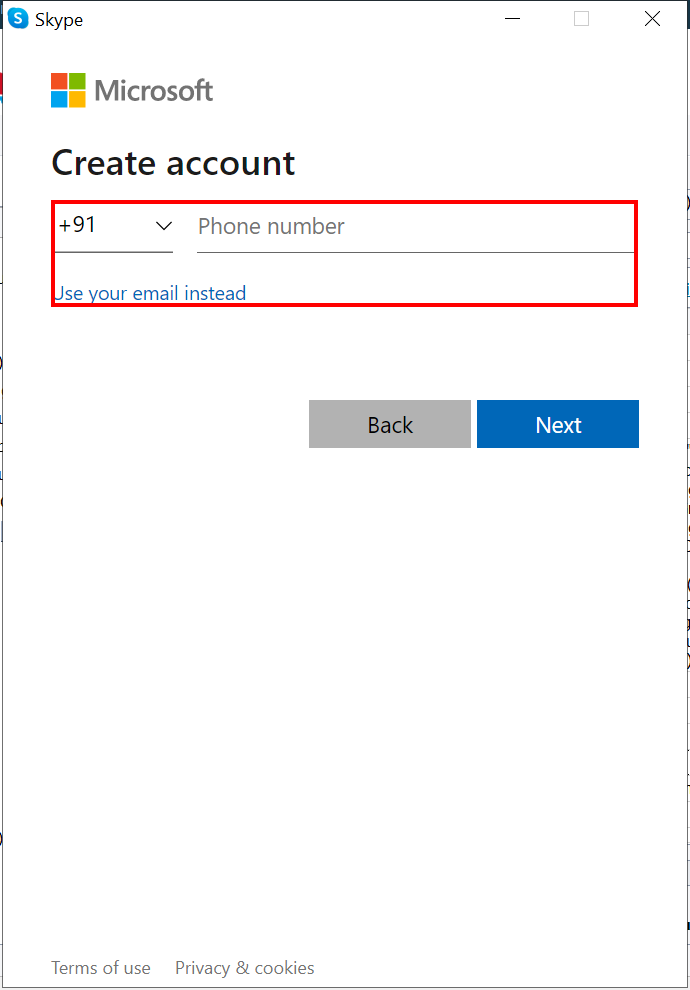 Skype
Microsoft
Create account
+91 Phone number
Use your email instead
Back Next
Terms of use Privacy & cookies